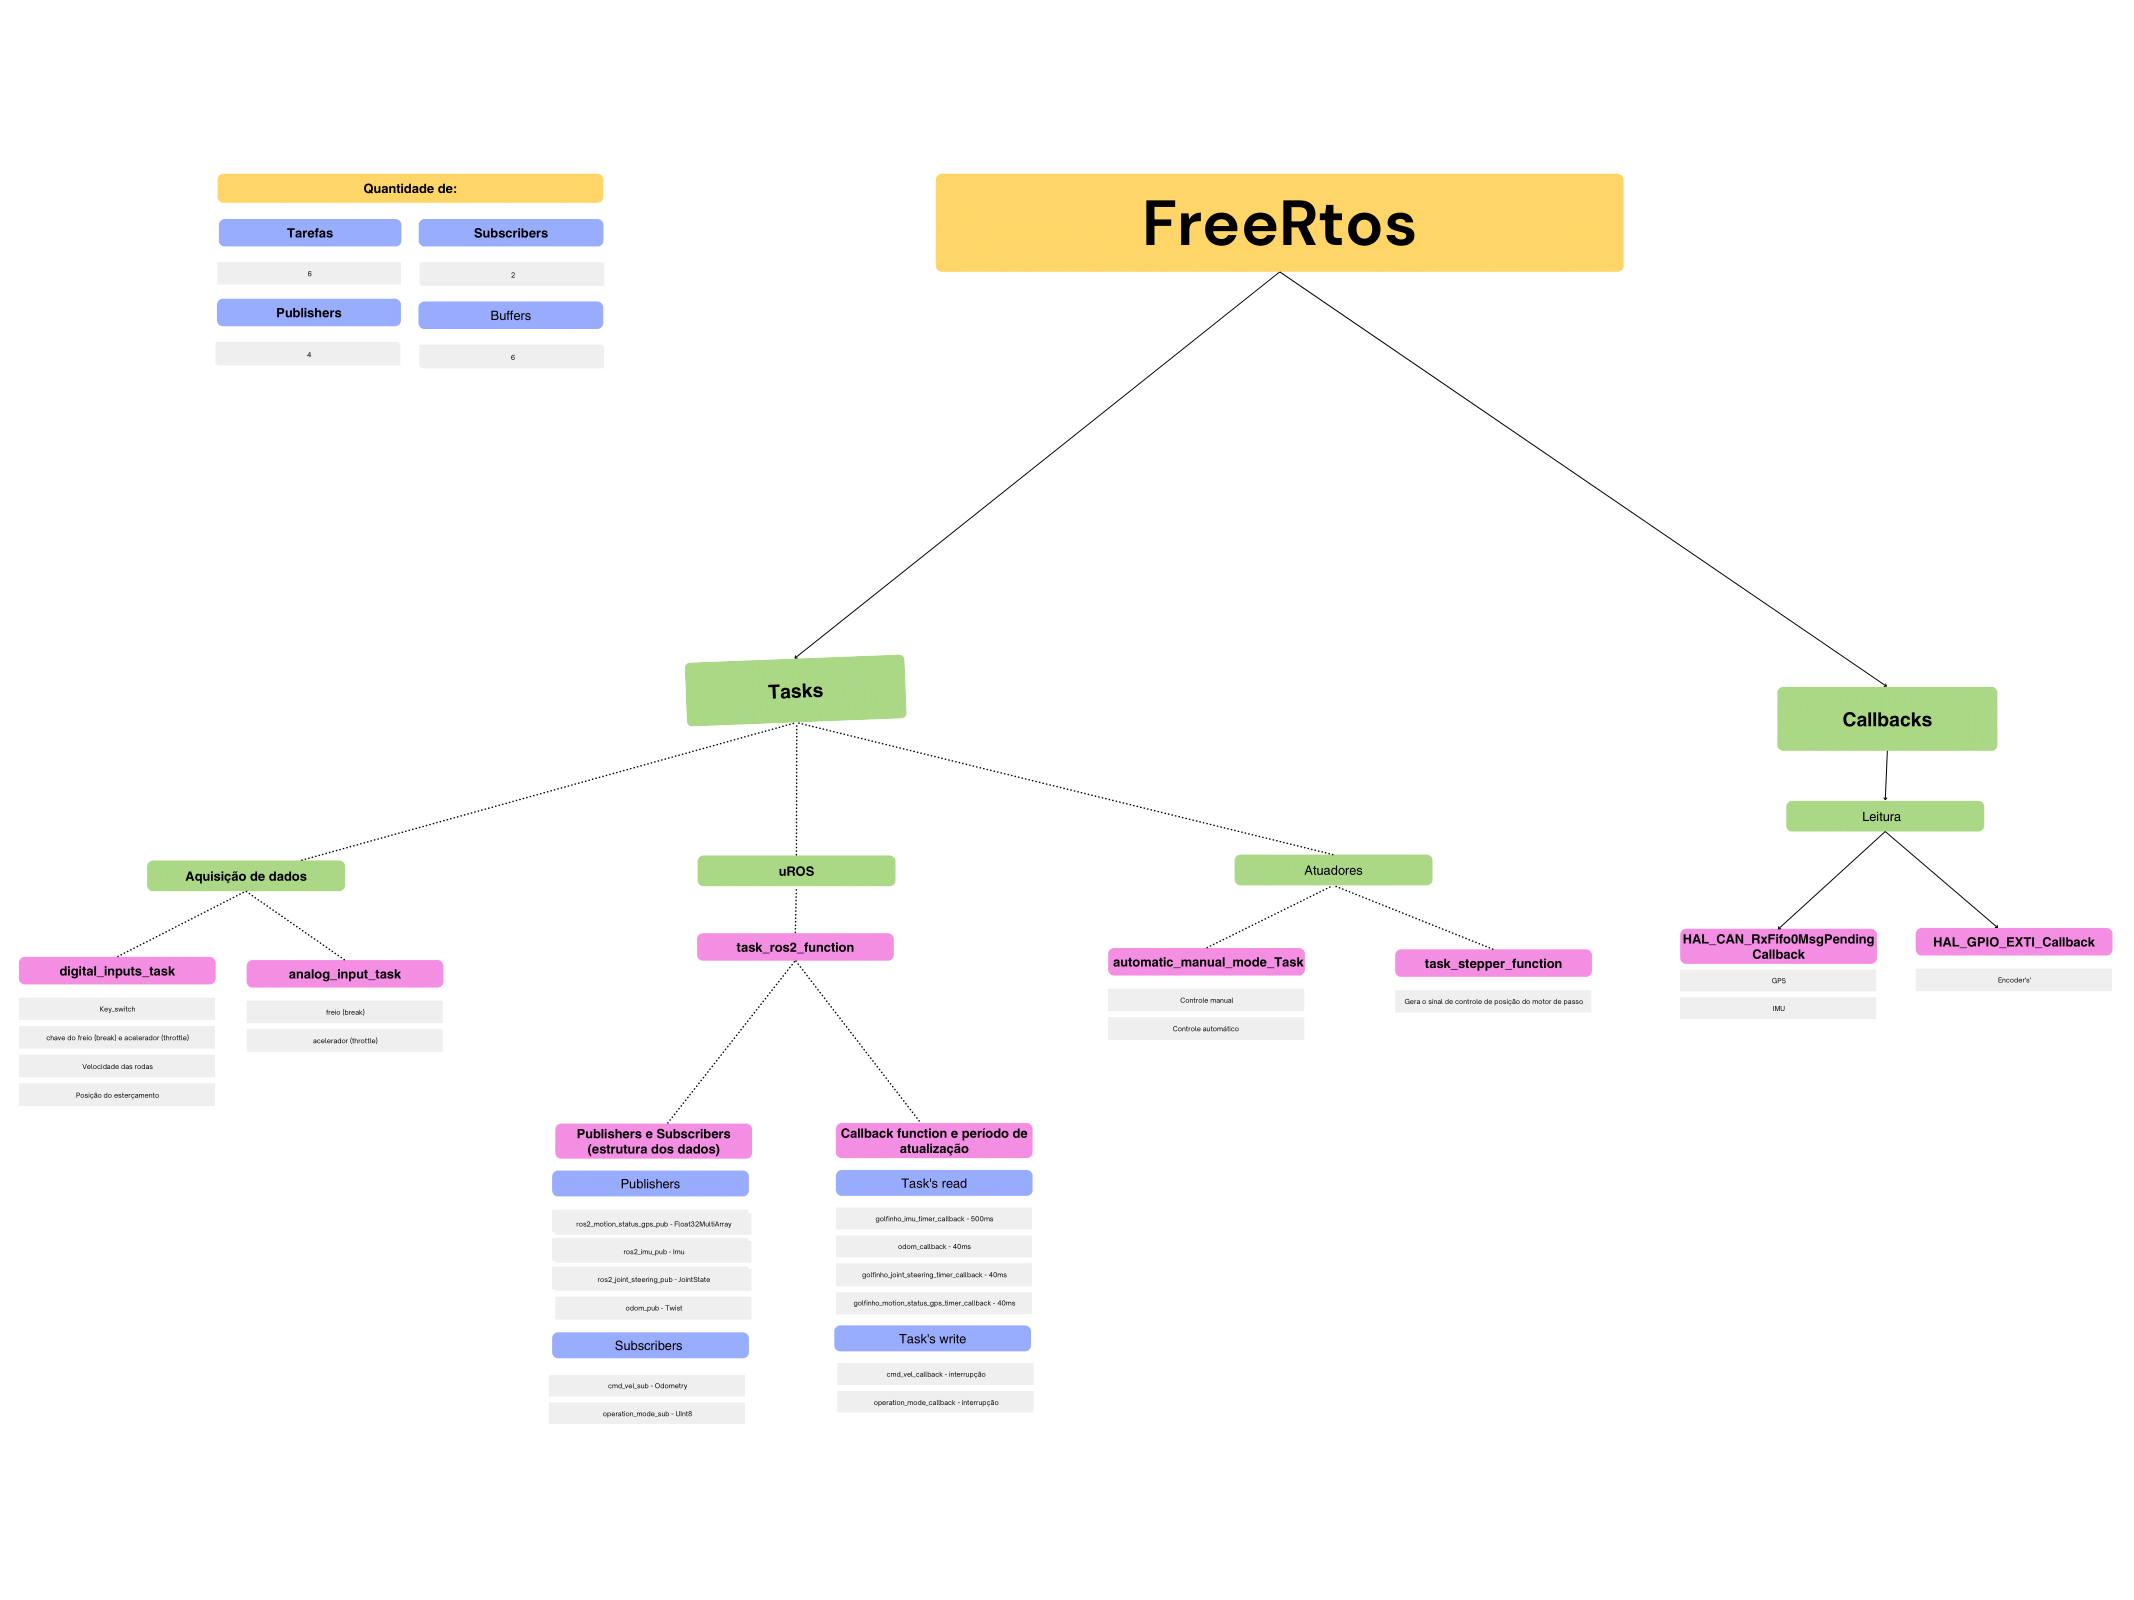 Quantidade de:
Tarefas
Subscribers
6
2
Publishers
Buffers
4
6
FreeRtos
Tasks
Callbacks
Leitura
Aquisição de dados
uROS
Atuadores
digital_inputs_task
Key_switch
chave do freio (break) e acelerador (throttle)
Velocidade das rodas
Posição do esterçamento
analog_input_task
freio (break)
acelerador (throttle)
task_ros2_function
Publishers e Subscribers
(estrutura dos dados)
Publishers
ros2_motion_status_gps_pub - Float32MultiArray
ros2_imu_pub - Imu
ros2_joint_steering_pub - JointState
odom_pub - Twist
Subscribers
cmd_vel_sub - Odometry
operation_mode_sub - UInt8
Callback function e período de
atualização
Task's read
golfinho_imu_timer_callback - 500ms
odom_callback - 40ms
golfinho_joint_steering_timer_callback - 40ms
golfinho_motion_status_gps_timer_callback - 40ms
Task's write
cmd_vel_callback - interrupção
operation_mode_callback - interrupção
automatic_manual_mode_Task
Controle manual
Controle automático
task_stepper_function
Gera o sinal de controle de posição do motor de passo
HAL_CAN_RxFifo0MsgPending
Callback
GPS
IMU
HAL_GPIO_EXTI_Callback
Encoder's'